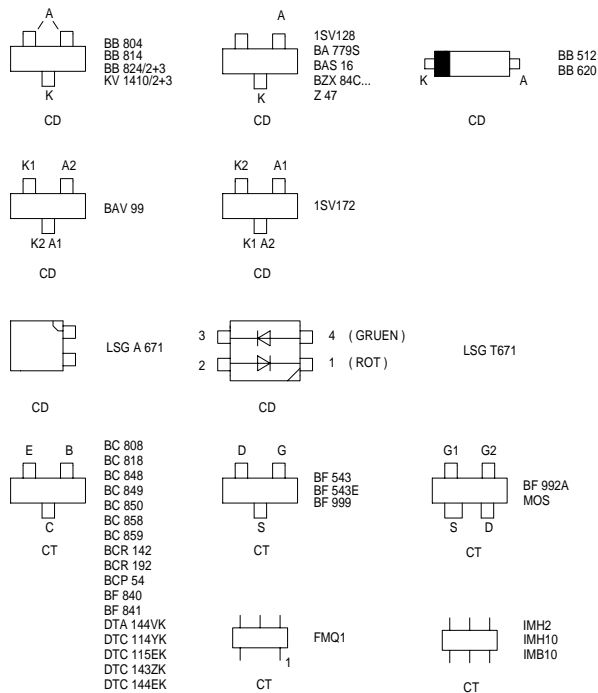 A
BB 804
BB 814
BB 824/2+3
KV 1410/2+3
K
CD
A
1SV128
BA 779S
BAS 16
BZX 84C...
Z 47
K
CD
K
A
BB 512
BB 620
CD
K1 A2
BAV 99
K2 A1
CD
K2 A1
1SV172
K1 A2
CD
LSG A 671
CD
3 4 ( GRUEN )
2 1 ( ROT )
CD
LSG T671
E B
C
CT
BC 808
BC 818
BC 848
BC 849
BC 850
BC 858
BC 859
BCR 142
BCR 192
BCP 54
BF 840
BF 841
DTA 144VK
DTC 114YK
DTC 115EK
DTC 143ZK
DTC 144EK
D G
BF 543
BF 543E
BF 999
S
CT
G1 G2
BF 992A
MOS
S D
CT
FMQ1
1
CT
IMH2
IMH10
IMB10
CT